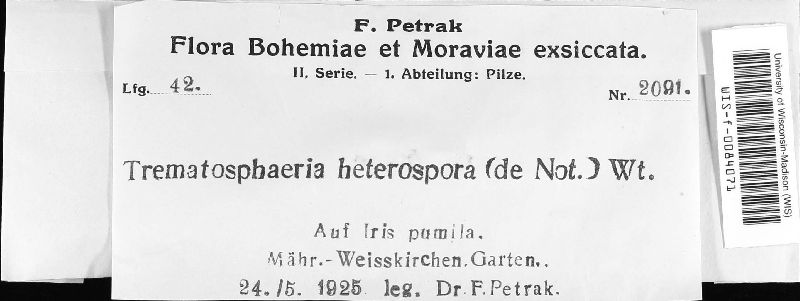 F. Petrak
Flora Bohemiae et Moraviae exsiccata.
II. Serie. — 1. Abteilung: Pilze.
Lfg. 42.
Nr. 2091.
Trematosphaeria heterospora (de Not.) Wt.
Auf Iris pumila.
Mähr.-Weisskirchen, Garten..
24./5. 1925 leg. Dr. F. Petrak.
University of Wisconsin-Madison (WIS)
WIS-f-0084071